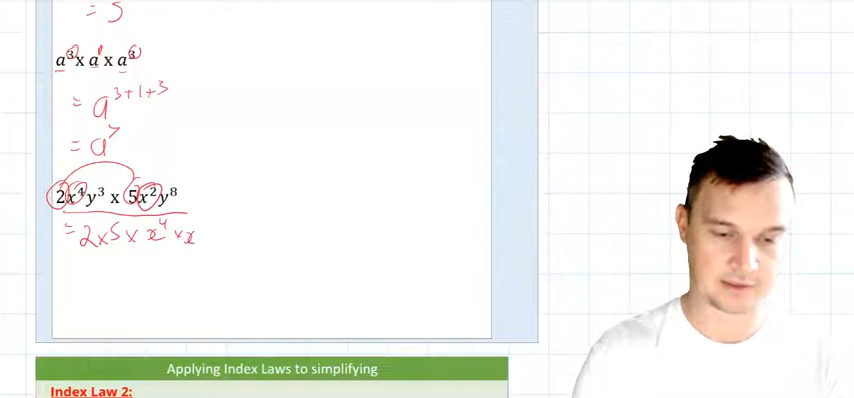 = 5
a³ x a¹ x a³
= a³⁺¹⁺³
= a⁷
2x⁴y³ x 5x²y⁸
= 2 x 5 x x⁴ x x
Applying Index Laws to simplifying
Index Law 2: